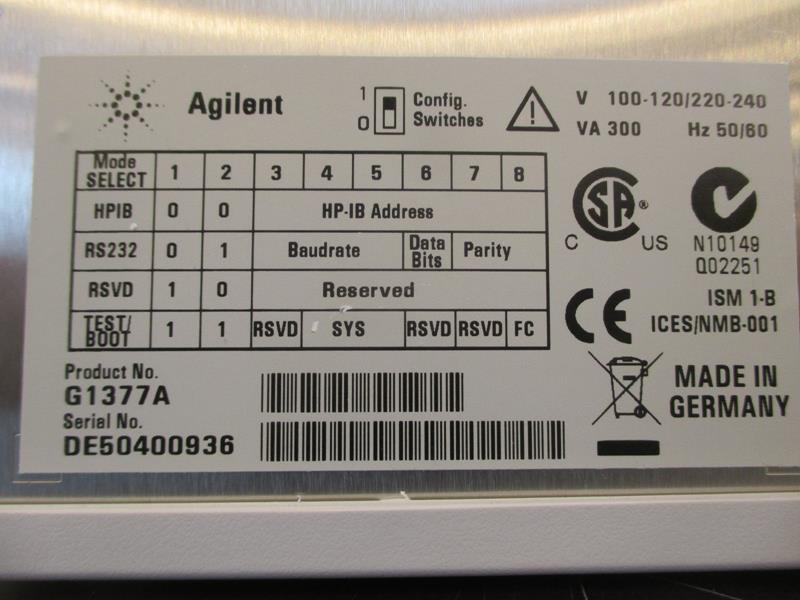 Agilent
1
0
Config.
Switches
V 100-120/220-240
VA 300 Hz 50/60
Mode SELECT 1 2 3 4 5 6 7 8
HPIB 0 0 HP-IB Address
RS232 0 1 Baudrate Data Bits Parity
RSVD 1 0 Reserved
TEST/BOOT 1 1 RSVD SYS RSVD RSVD FC
C SA ® US
N10149
Q02251
CE
ISM 1-B
ICES/NMB-001
Product No.
G1377A
Serial No.
DE50400936
MADE IN
GERMANY